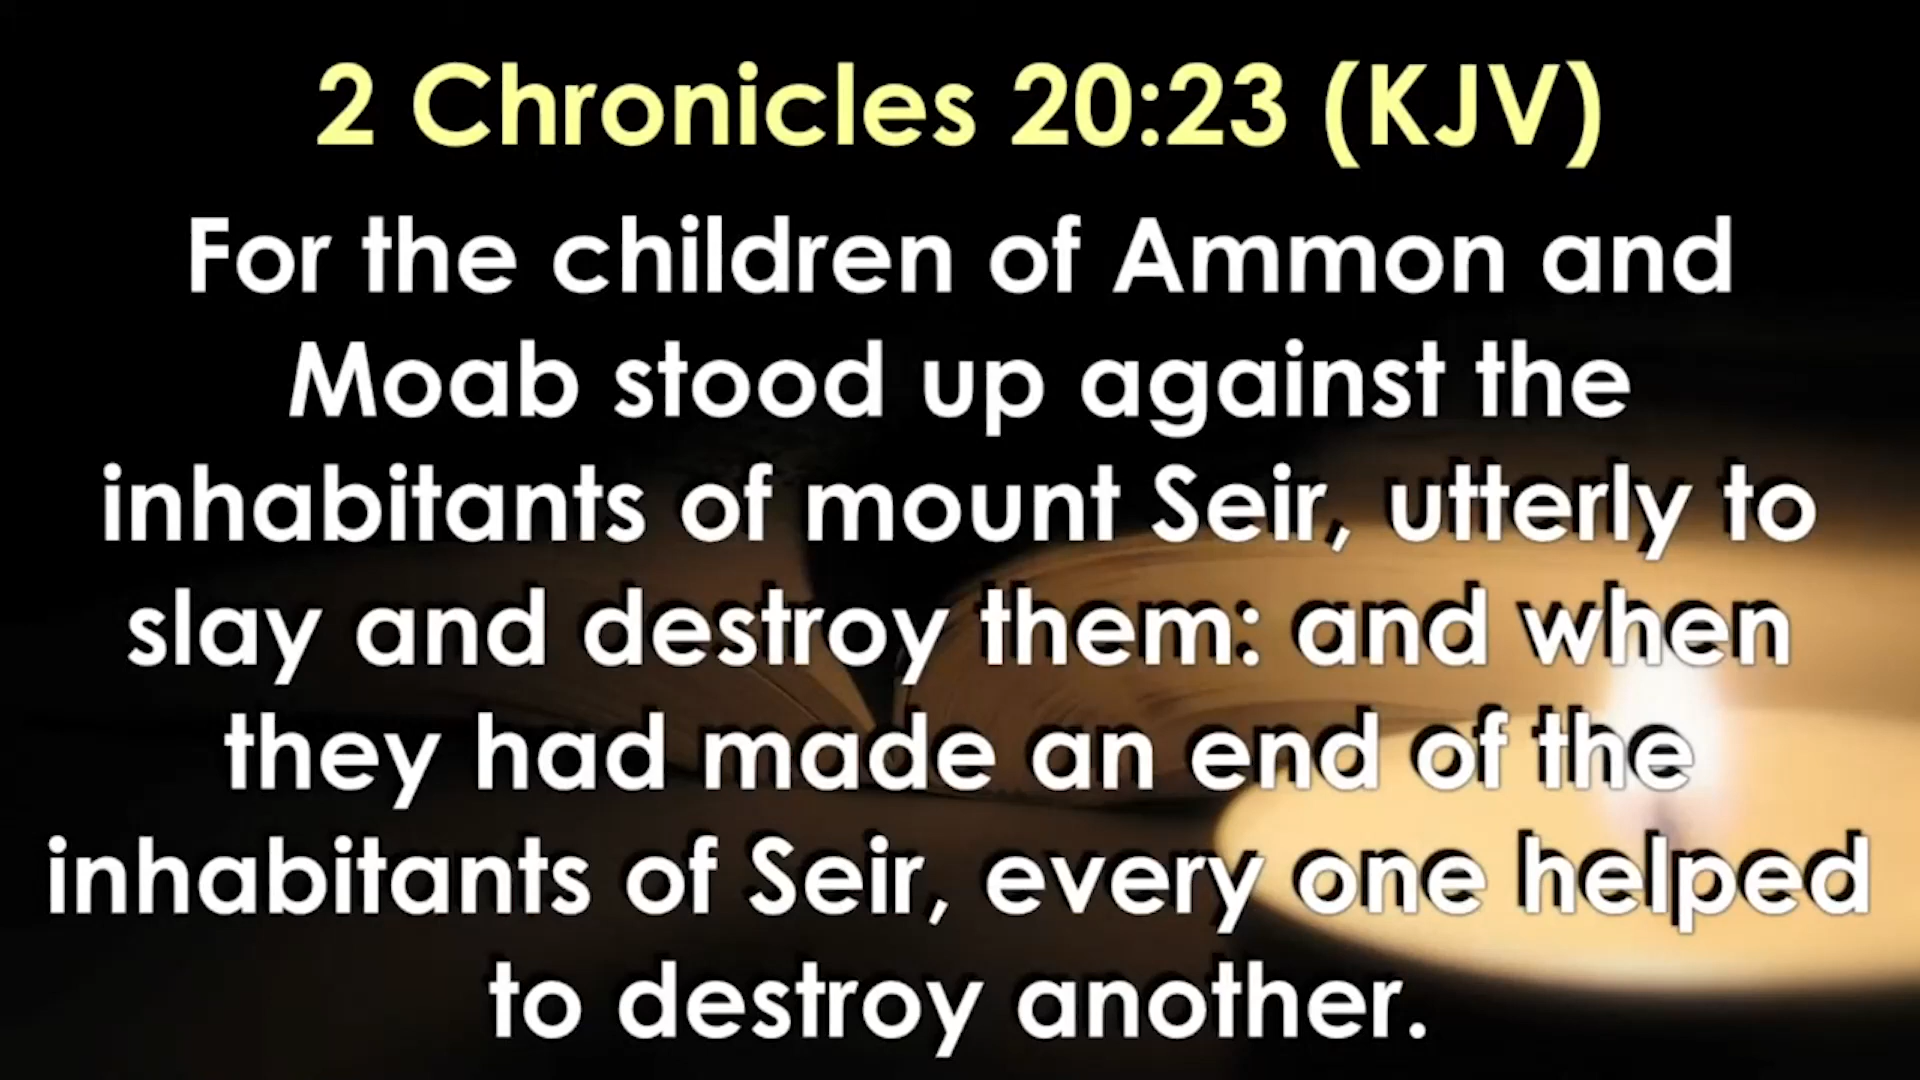 2 Chronicles 20:23 (KJV)
For the children of Ammon and
Moab stood up against the
inhabitants of mount Seir, utterly to
slay and destroy them: and when
they had made an end of the
inhabitants of Seir, every one helped
to destroy another.